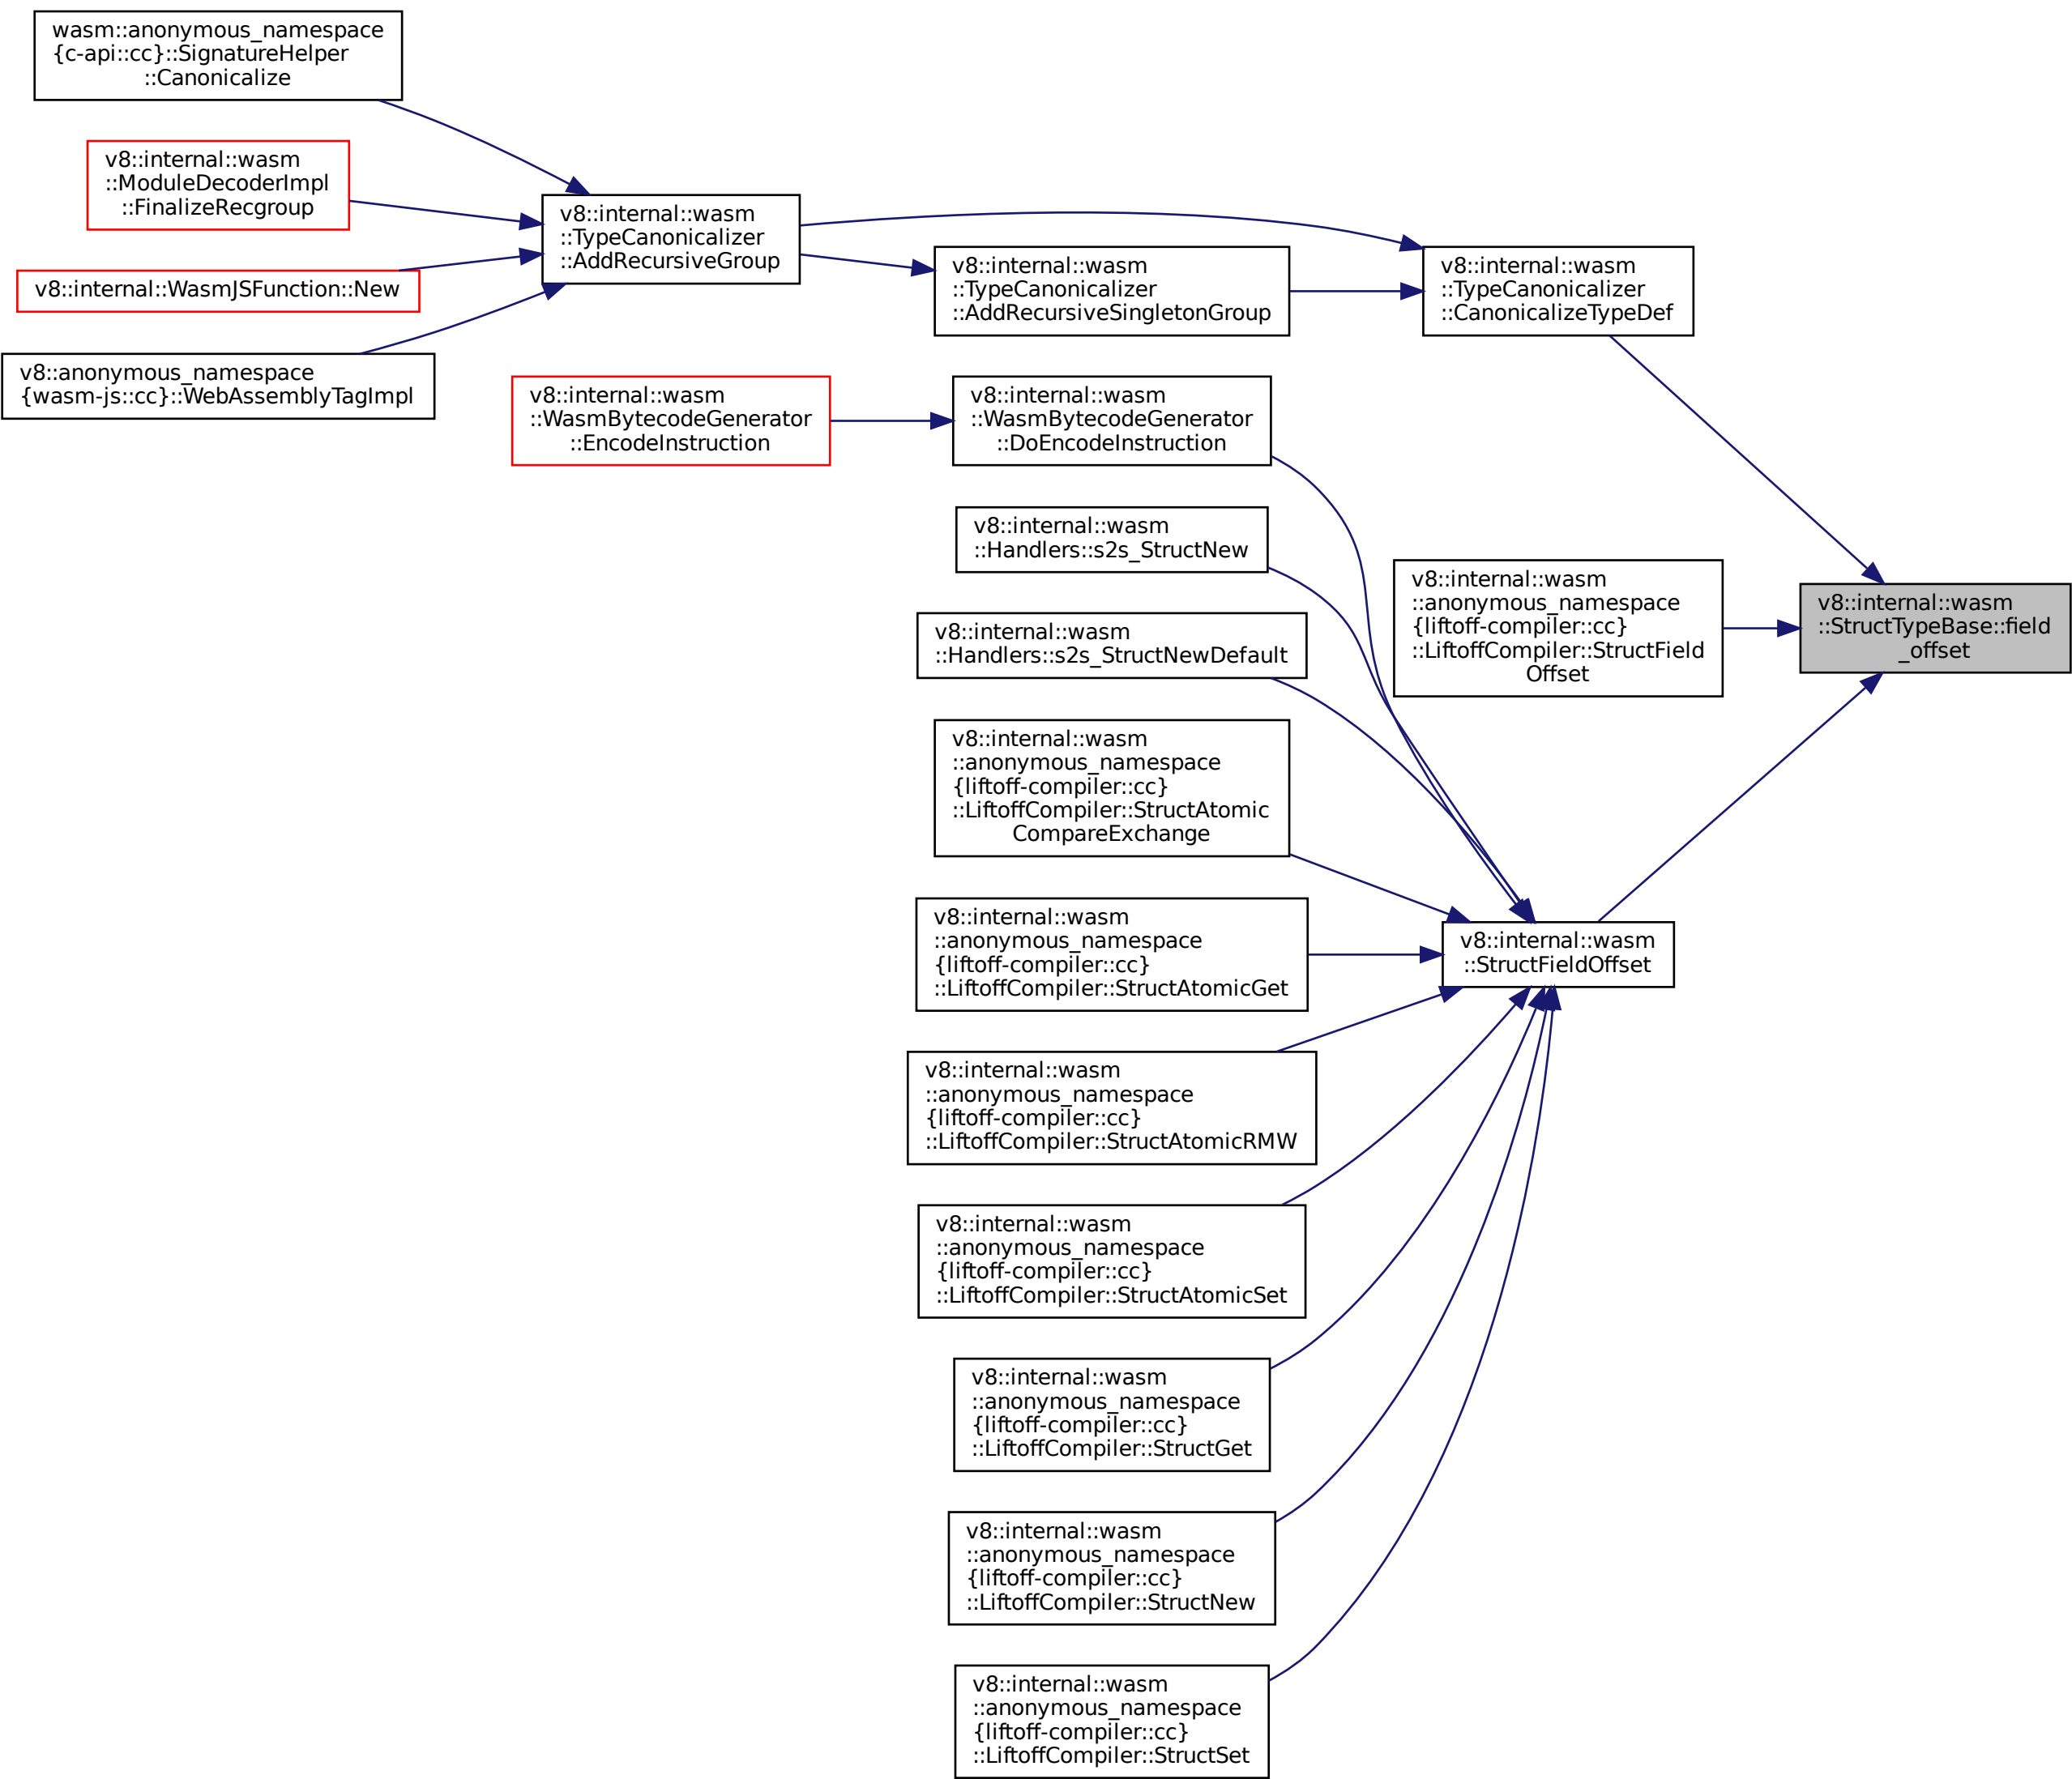 wasm::anonymous_namespace
{c-api::cc}::SignatureHelper
::Canonicalize
v8::internal::wasm
::ModuleDecoderImpl
::FinalizeRecgroup
v8::internal::WasmJSFunction::New
v8::anonymous_namespace
{wasm-js::cc}::WebAssemblyTagImpl
v8::internal::wasm
::TypeCanonicalizer
::AddRecursiveGroup
v8::internal::wasm
::WasmBytecodeGenerator
::EncodeInstruction
v8::internal::wasm
::TypeCanonicalizer
::AddRecursiveSingletonGroup
v8::internal::wasm
::WasmBytecodeGenerator
::DoEncodeInstruction
v8::internal::wasm
::Handlers::s2s_StructNew
v8::internal::wasm
::Handlers::s2s_StructNewDefault
v8::internal::wasm
::anonymous_namespace
{liftoff-compiler::cc}
::LiftoffCompiler::StructAtomic
CompareExchange
v8::internal::wasm
::anonymous_namespace
{liftoff-compiler::cc}
::LiftoffCompiler::StructAtomicGet
v8::internal::wasm
::anonymous_namespace
{liftoff-compiler::cc}
::LiftoffCompiler::StructAtomicRMW
v8::internal::wasm
::anonymous_namespace
{liftoff-compiler::cc}
::LiftoffCompiler::StructAtomicSet
v8::internal::wasm
::anonymous_namespace
{liftoff-compiler::cc}
::LiftoffCompiler::StructGet
v8::internal::wasm
::anonymous_namespace
{liftoff-compiler::cc}
::LiftoffCompiler::StructNew
v8::internal::wasm
::anonymous_namespace
{liftoff-compiler::cc}
::LiftoffCompiler::StructSet
v8::internal::wasm
::TypeCanonicalizer
::CanonicalizeTypeDef
v8::internal::wasm
::anonymous_namespace
{liftoff-compiler::cc}
::LiftoffCompiler::StructField
Offset
v8::internal::wasm
::StructFieldOffset
v8::internal::wasm
::StructTypeBase::field
_offset